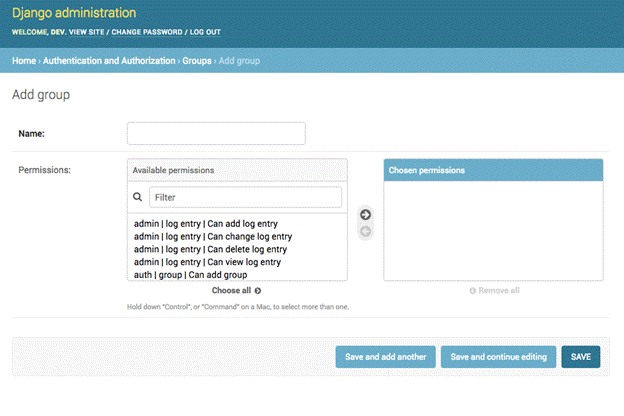 Django administration
WELCOME, DEV. VIEW SITE / CHANGE PASSWORD / LOG OUT
Home › Authentication and Authorization › Groups › Add group
Add group
Name:
Permissions:
Available permissions
Filter
admin | log entry | Can add log entry
admin | log entry | Can change log entry
admin | log entry | Can delete log entry
admin | log entry | Can view log entry
auth | group | Can add group
Choose all
Chosen permissions
Remove all
Hold down "Control", or "Command" on a Mac, to select more than one.
Save and add another
Save and continue editing
SAVE